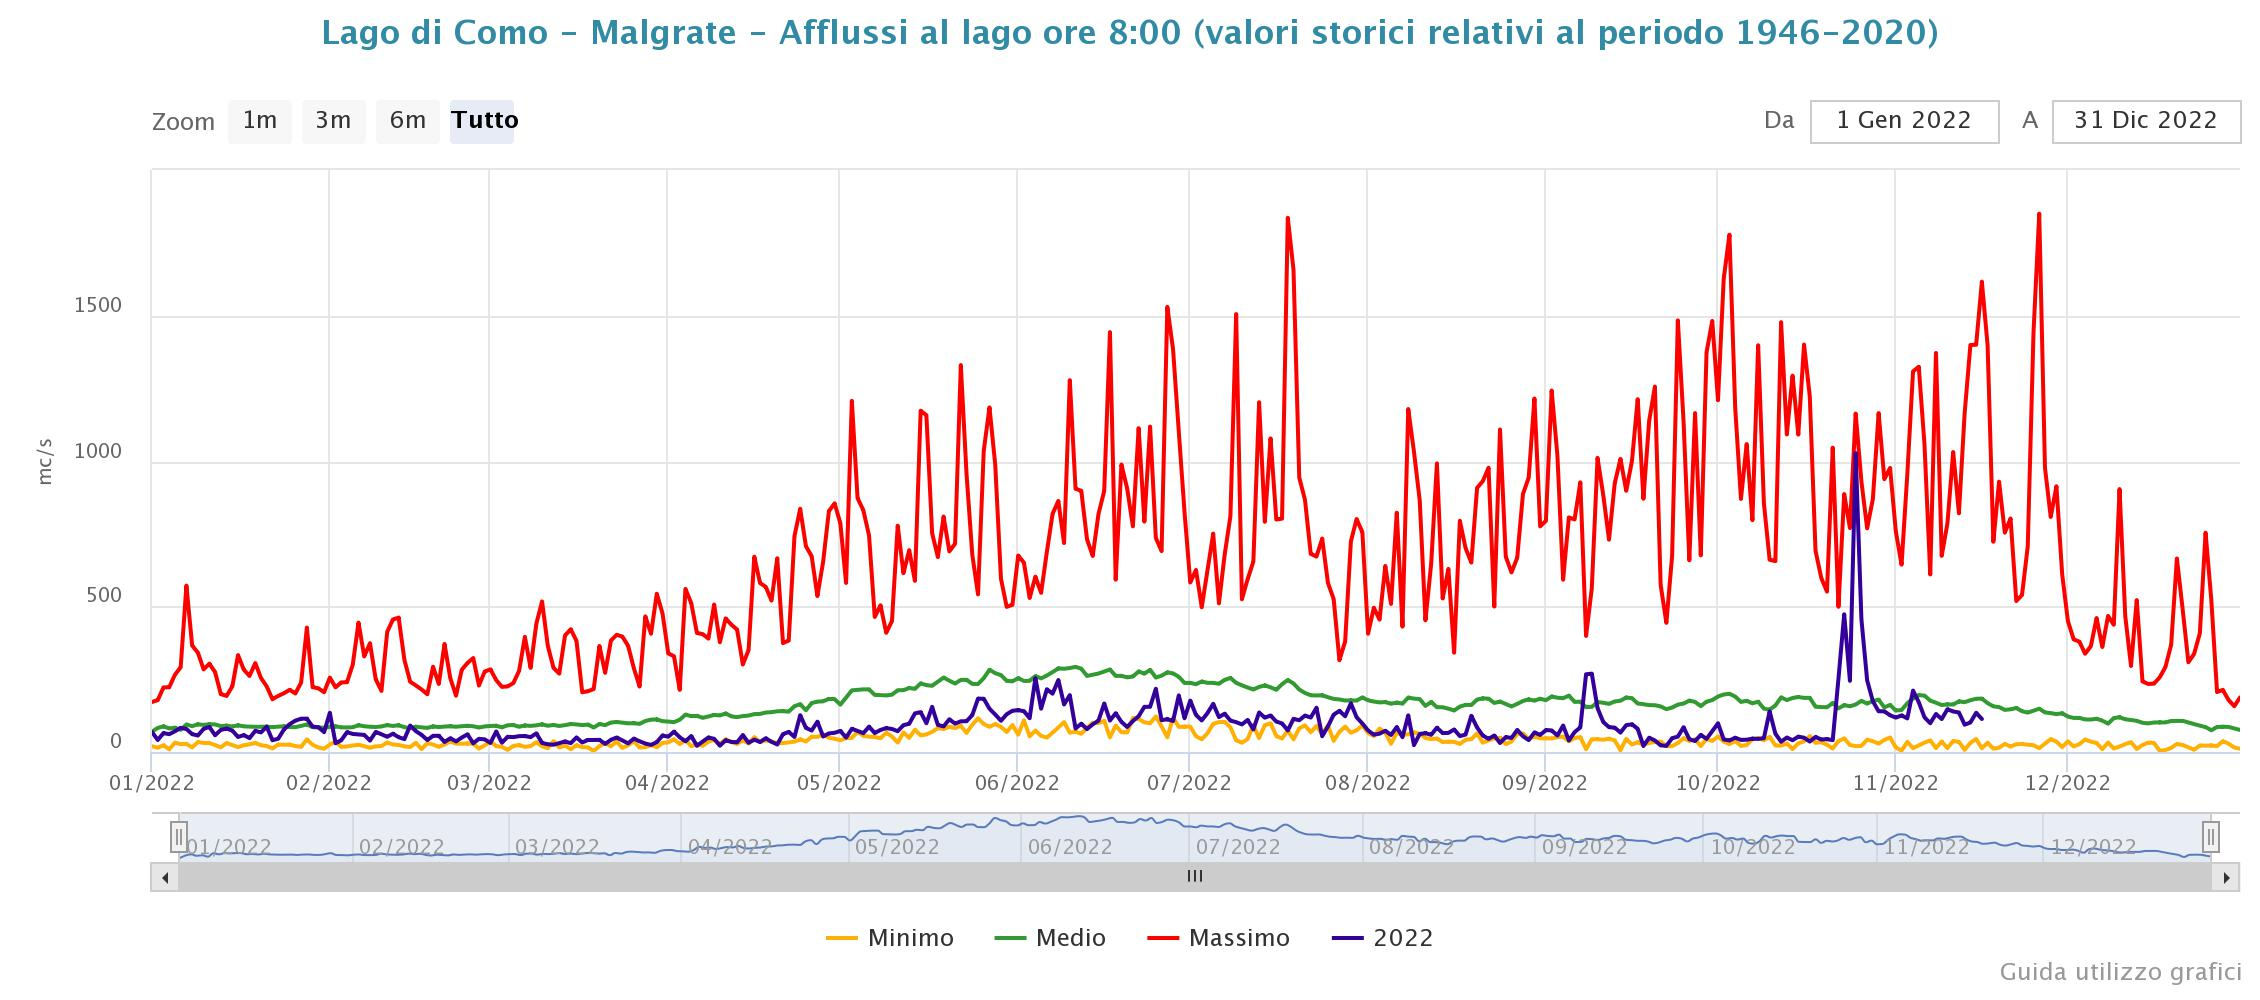 Lago di Como – Malgrate – Afflussi al lago ore 8:00 (valori storici relativi al periodo 1946–2020)
Zoom 1m 3m 6m Tutto Da 1 Gen 2022 A 31 Dic 2022
mc/s
1500
1000
500
0
01/2022 02/2022 03/2022 04/2022 05/2022 06/2022 07/2022 08/2022 09/2022 10/2022 11/2022 12/2022
01/2022 02/2022 03/2022 04/2022 05/2022 06/2022 07/2022 08/2022 09/2022 10/2022 11/2022 12/2022
Minimo Medio Massimo 2022
Guida utilizzo grafici